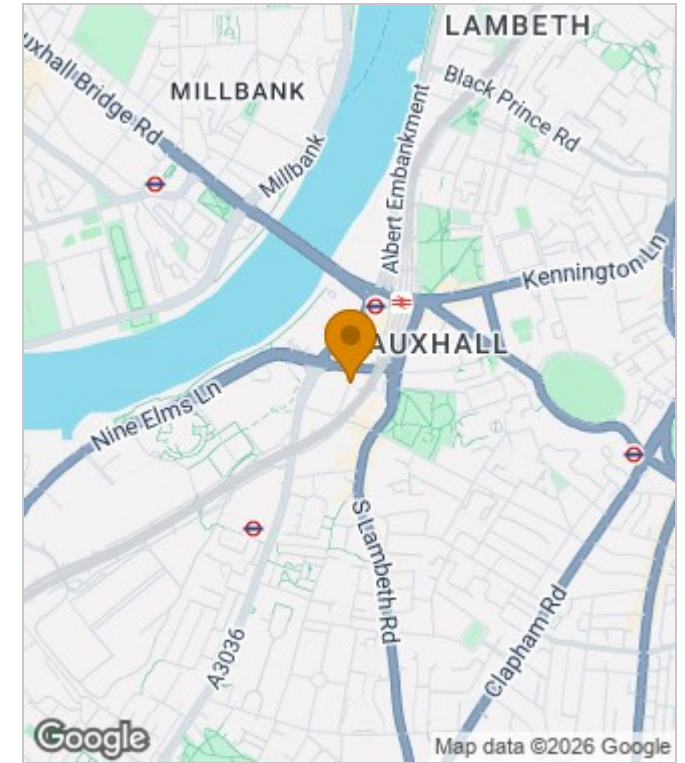 LAMBETH
uxhall Bridge Rd
MILLBANK
Black Prince Rd
Millbank
Albert Embankment
Kennington Ln
AUXHALL
Nine Elms Ln
S Lambeth Rd
A3036
Clapham Rd
Google
Map data ©2026 Google